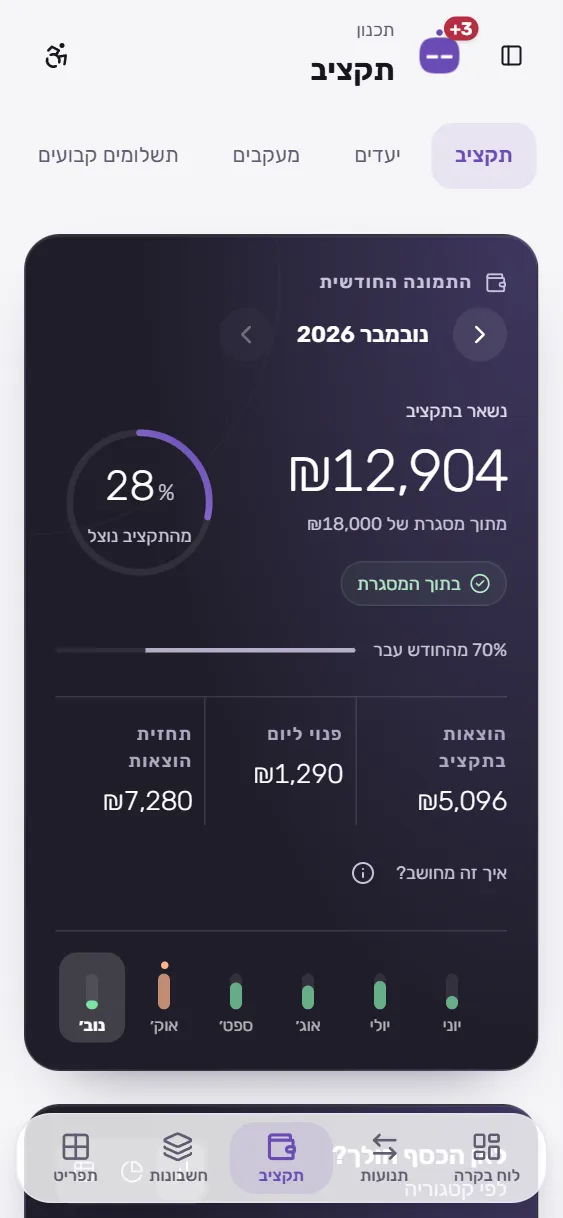 תכנון
תקציב
+3
תקציב
יעדים
מעקבים
תשלומים קבועים
התמונה החודשית
נובמבר 2026
נשאר בתקציב
₪12,904
מתוך מסגרת של ₪18,000
בתוך המסגרת
28%
מהתקציב נוצל
70% מהחודש עבר
הוצאות
בתקציב
₪5,096
פנוי ליום
₪1,290
תחזית
הוצאות
₪7,280
איך זה מחושב?
יוני
יולי
אוג׳
ספט׳
אוק׳
נוב׳
לאן הכסף הולך?
לפי קטגוריה
לוח בקרה
תנועות
תקציב
חשבונות
תפריט